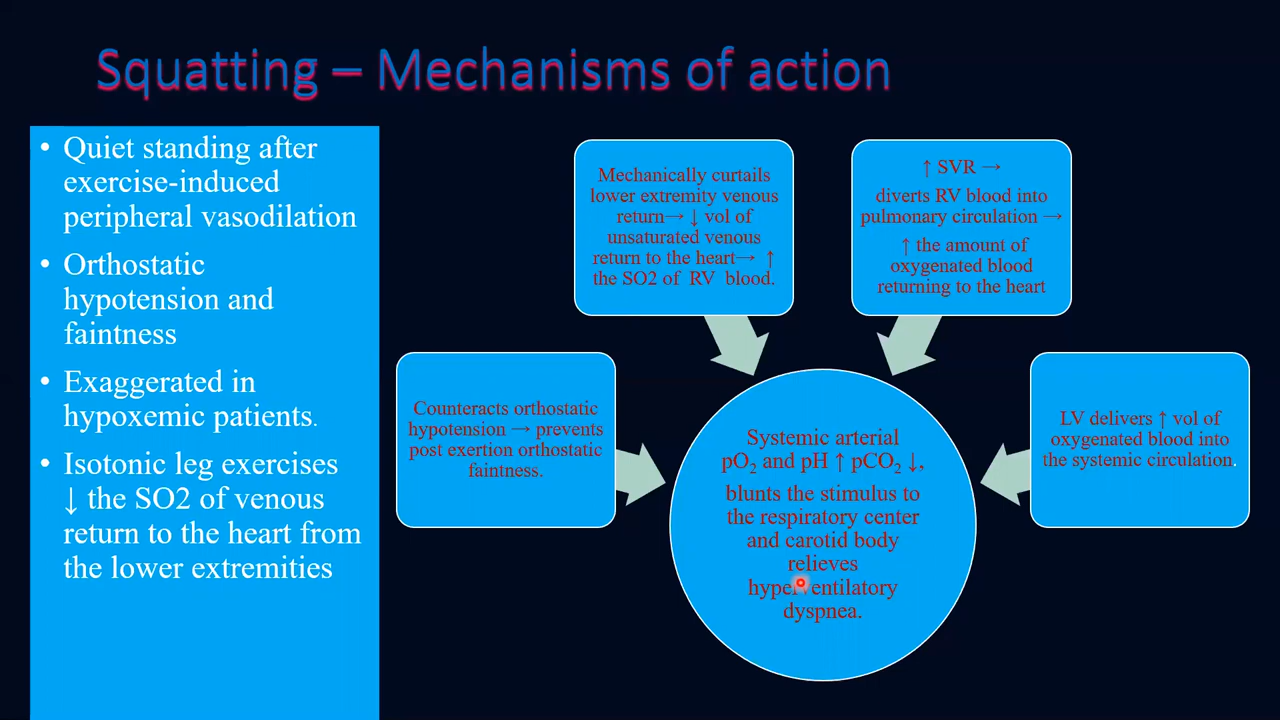 Squatting – Mechanisms of action
• Quiet standing after
exercise-induced
peripheral vasodilation
• Orthostatic
hypotension and
faintness
• Exaggerated in
hypoxemic patients.
• Isotonic leg exercises
↓ the SO2 of venous
return to the heart from
the lower extremities
Counteracts orthostatic
hypotension → prevents
post exertion orthostatic
faintness.
Mechanically curtails
lower extremity venous
return→ ↓ vol of
unsaturated venous
return to the heart→ ↑
the SO2 of RV blood.
↑ SVR →
diverts RV blood into
pulmonary circulation →
↑ the amount of
oxygenated blood
returning to the heart
LV delivers ↑ vol of
oxygenated blood into
the systemic circulation.
Systemic arterial
pO₂ and pH ↑ pCO₂ ↓,
blunts the stimulus to
the respiratory center
and carotid body
relieves
hyperventilatory
dyspnea.